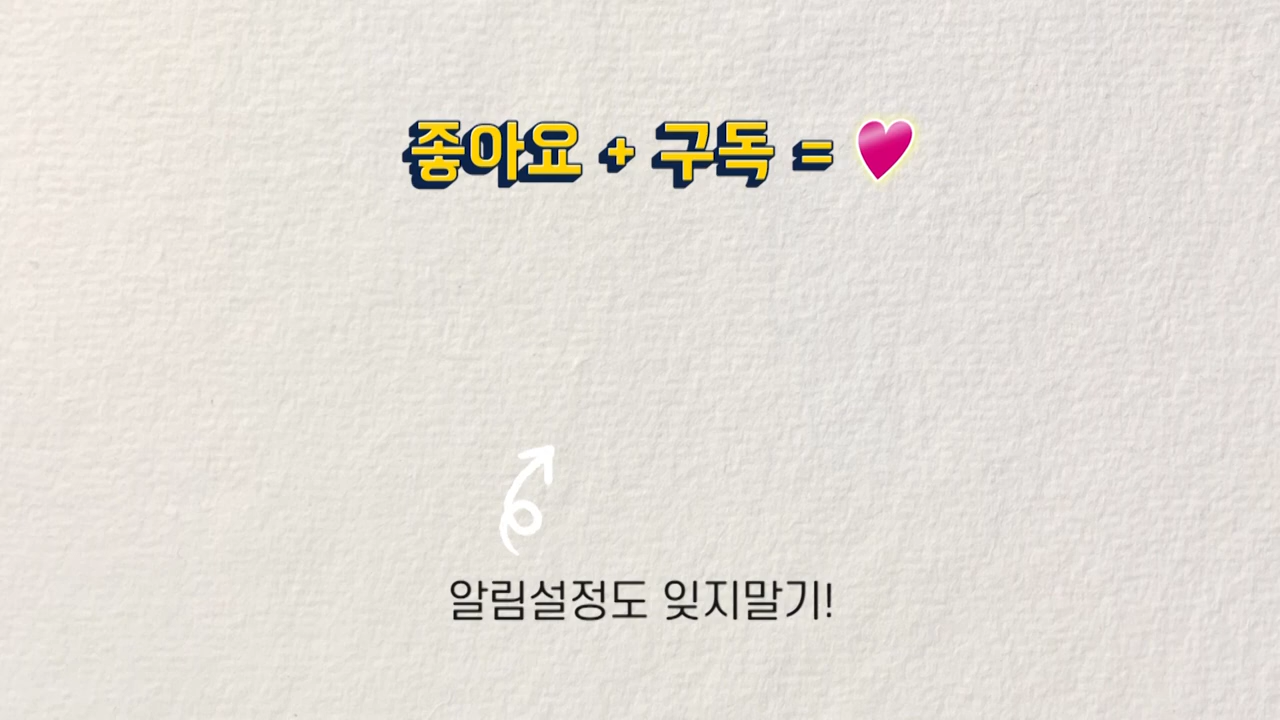 좋아요 + 구독 = 🩷
알림설정도 잊지말기!